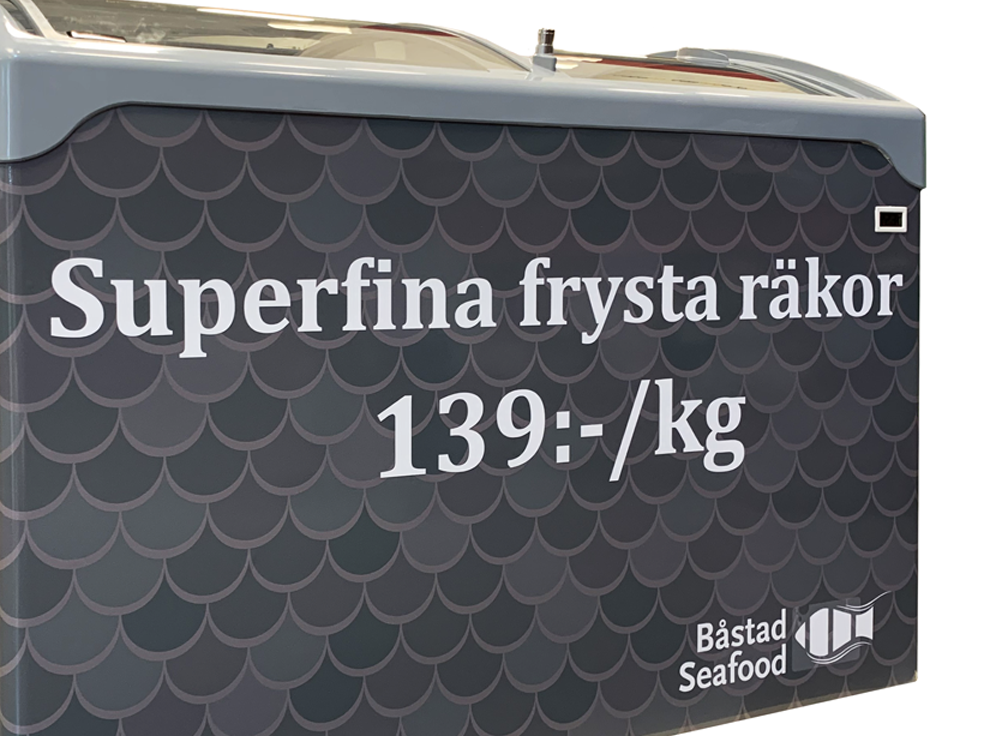 Superfina frysta räkor
139:-/kg
Båstad
Seafood